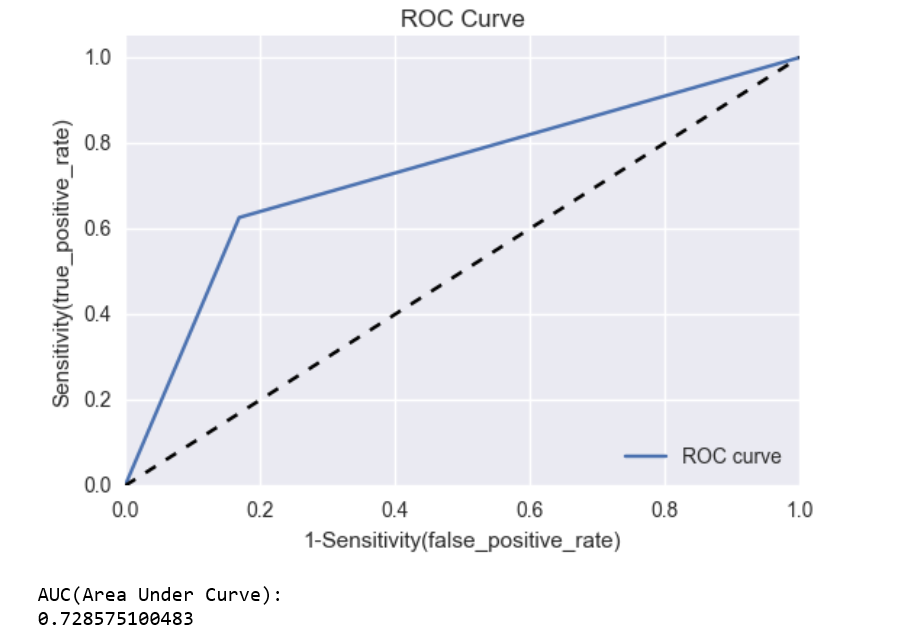 ROC Curve
1.0
0.8
0.6
0.4
0.2
0.0
Sensitivity(true_positive_rate)
ROC curve
0.0 0.2 0.4 0.6 0.8 1.0
1-Sensitivity(false_positive_rate)
AUC(Area Under Curve):
0.728575100483